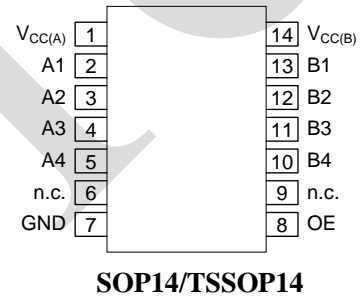 VCC(A) 1 14 VCC(B)
A1 2 13 B1
A2 3 12 B2
A3 4 11 B3
A4 5 10 B4
n.c. 6 9 n.c.
GND 7 8 OE
SOP14/TSSOP14